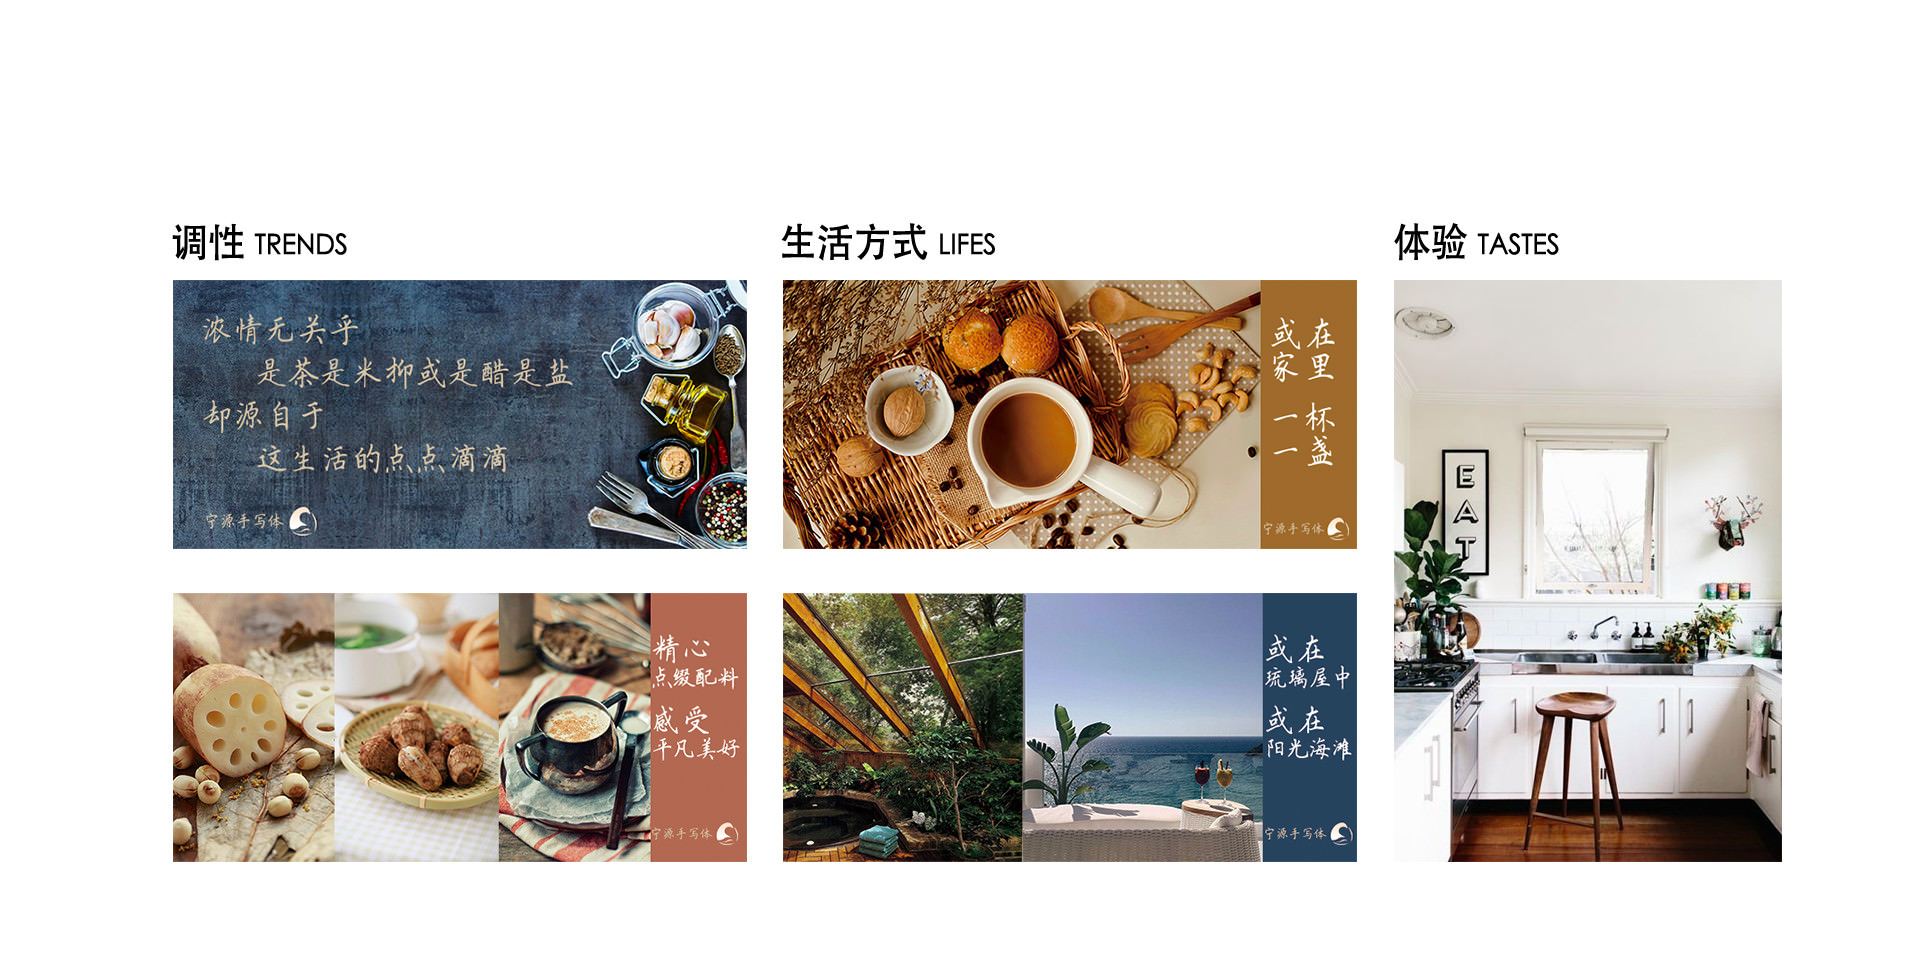 调性 TRENDS
浓情无关乎
是茶是米抑或是醋是盐
却源自于
这生活的点点滴滴
宁源手写体
精心
点缀配料
感受
平凡美好
宁源手写体
生活方式 LIFES
或在
家里
一杯
一盏
宁源手写体
或在
琉璃屋中
或在
阳光海滩
宁源手写体
体验 TASTES
EAT